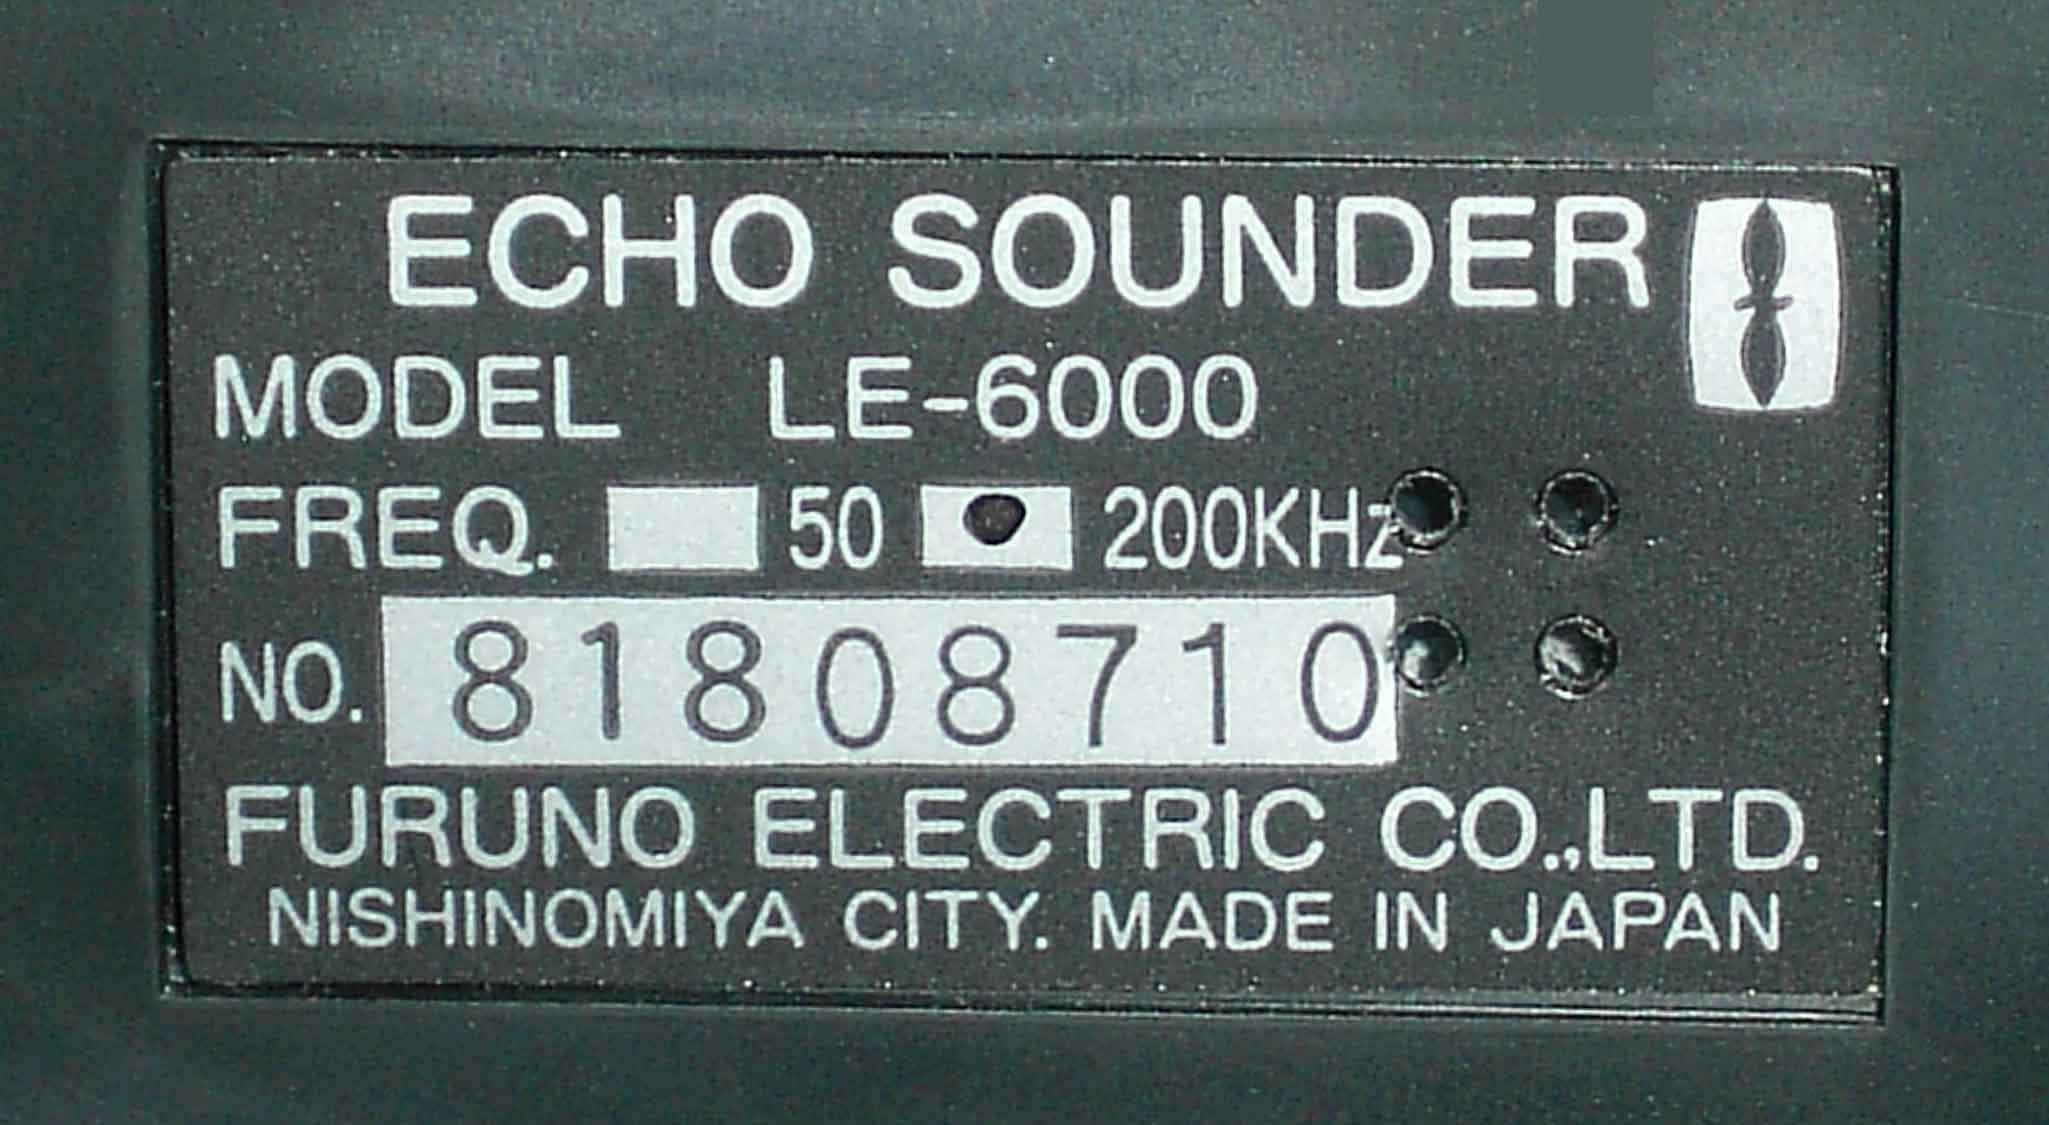 ECHO SOUNDER
MODEL LE-6000
FREQ. 50 200KHz
NO. 81808710
FURUNO ELECTRIC CO.,LTD.
NISHINOMIYA CITY. MADE IN JAPAN